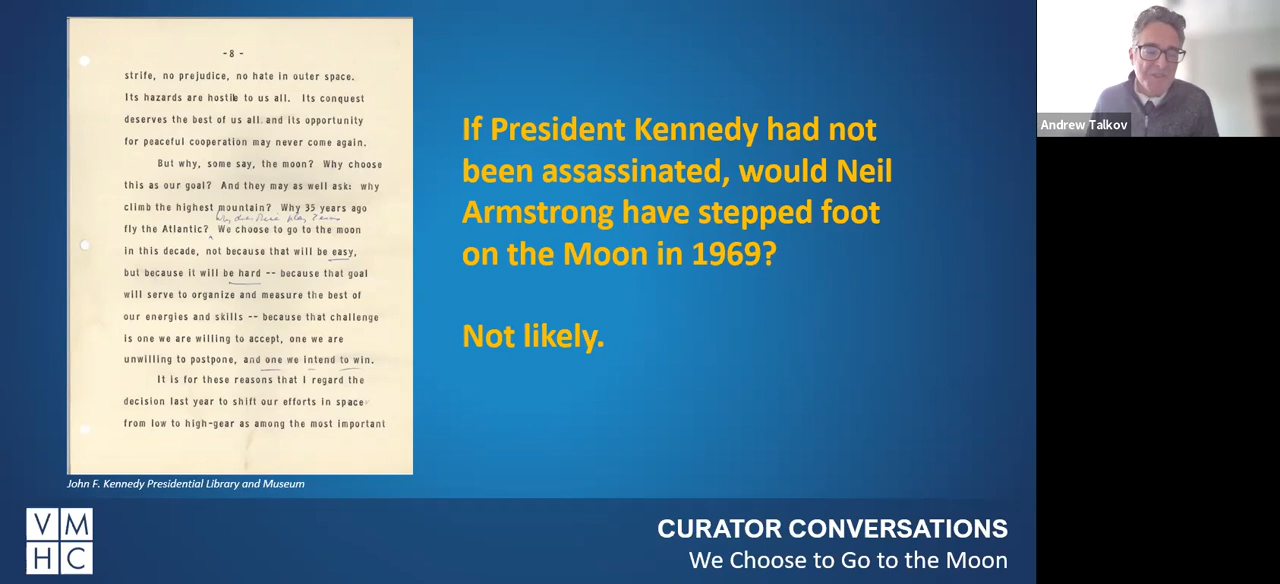 -8-
strife, no prejudice, no hate in outer space.
Its hazards are hostile to us all. Its conquest
deserves the best of us all and its opportunity
for peaceful cooperation may never come again.
But why, some say, the moon? Why choose
this as our goal? And they may as well ask: why
climb the highest mountain? Why 35 years ago
why does Rice play Texas
fly the Atlantic? We choose to go to the moon
in this decade, not because that will be easy,
but because it will be hard -- because that goal
will serve to organize and measure the best of
our energies and skills -- because that challenge
is one we are willing to accept, one we are
unwilling to postpone, and one we intend to win.
It is for these reasons that I regard the
decision last year to shift our efforts in space
from low to high-gear as among the most important
John F. Kennedy Presidential Library and Museum
If President Kennedy had not
been assassinated, would Neil
Armstrong have stepped foot
on the Moon in 1969?
Not likely.
Andrew Talkov
VM
HC
CURATOR CONVERSATIONS
We Choose to Go to the Moon